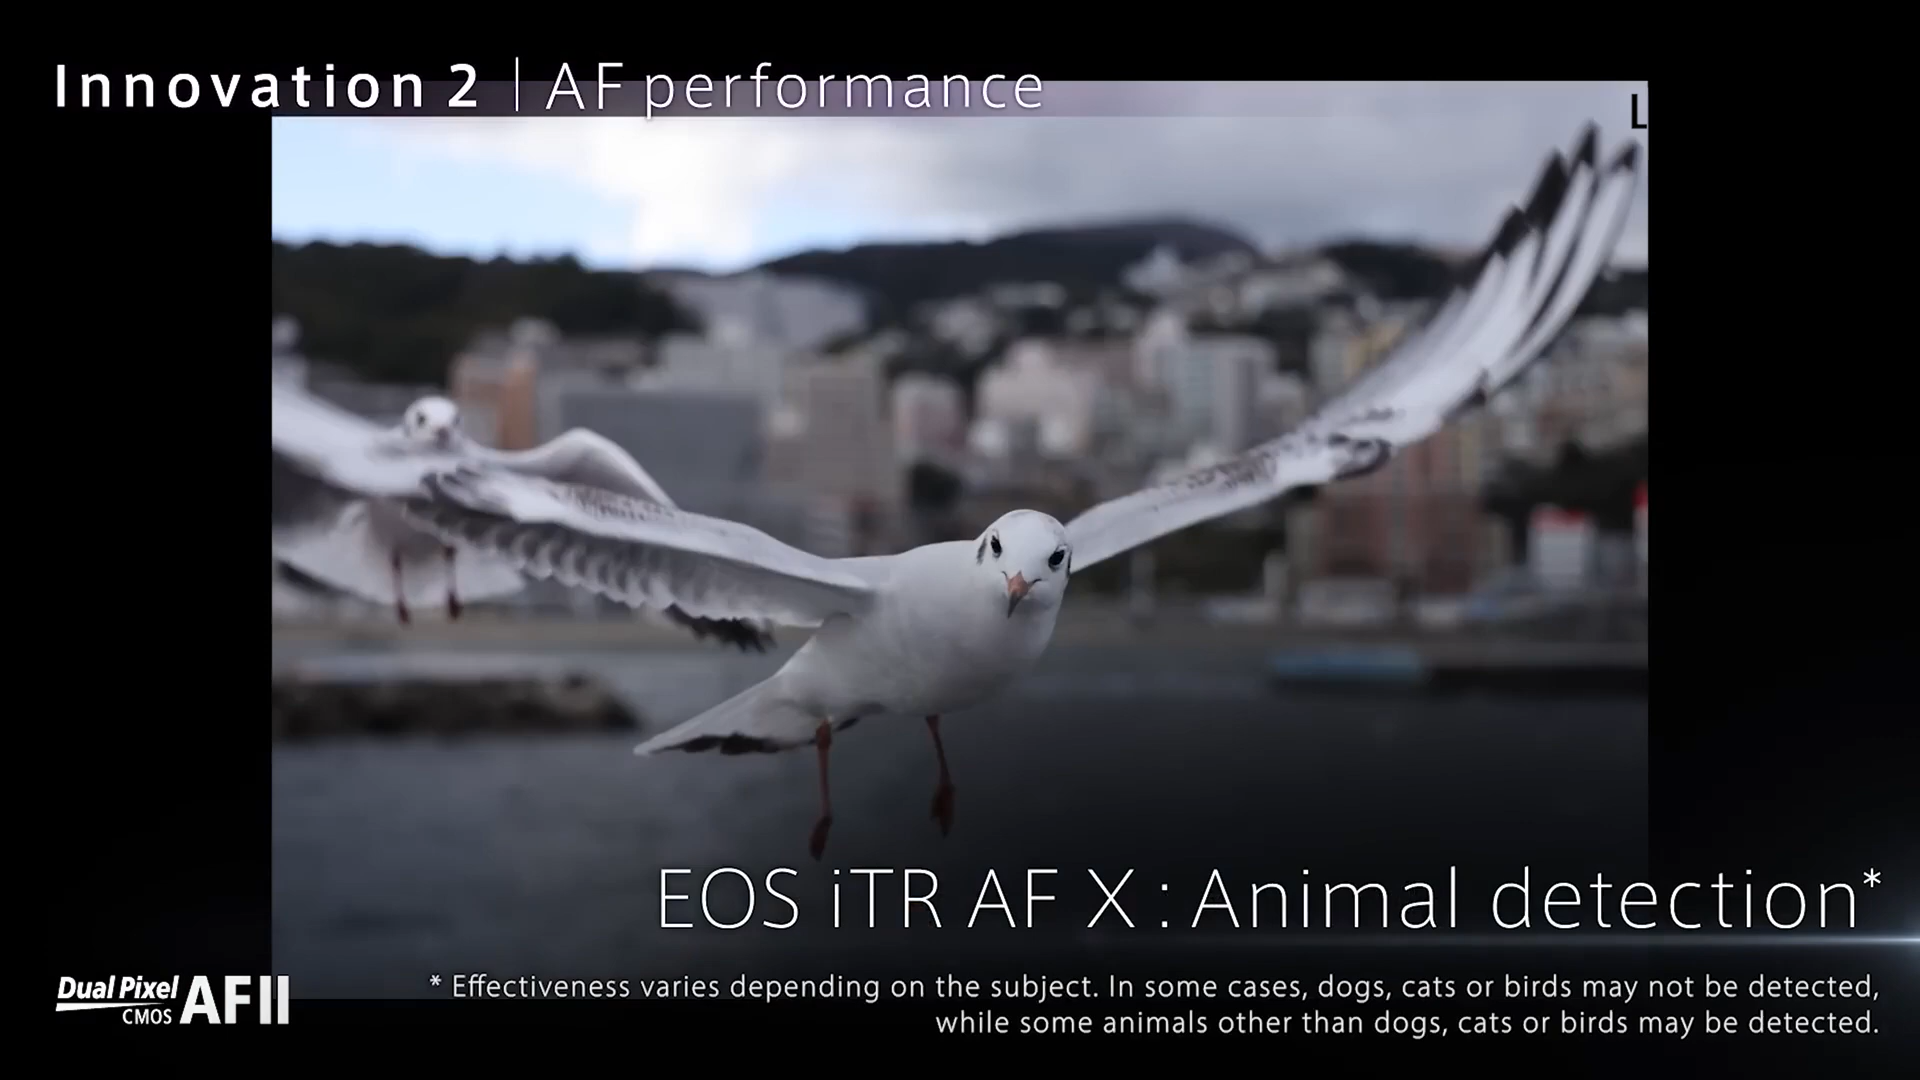 Innovation 2 | AF performance
L
EOS iTR AF X : Animal detection*
* Effectiveness varies depending on the subject. In some cases, dogs, cats or birds may not be detected,
while some animals other than dogs, cats or birds may be detected.
Dual Pixel
CMOS AF II